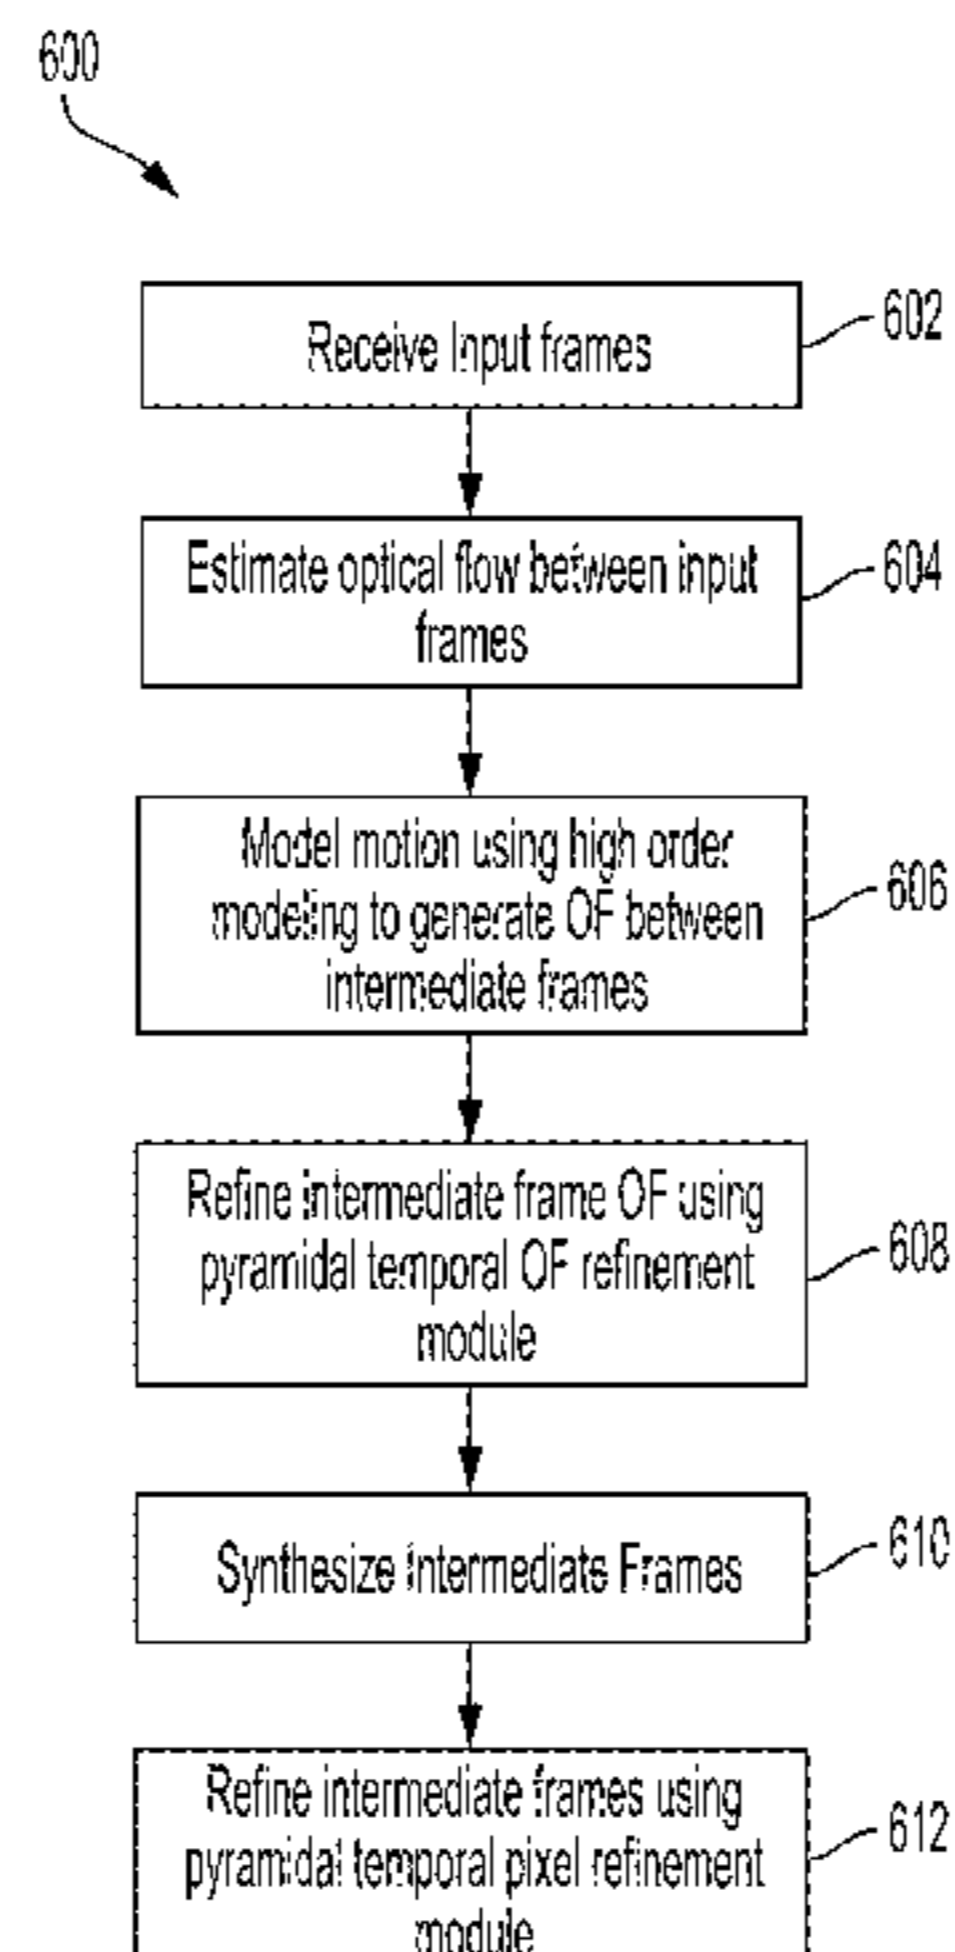 600
Receive Input frames
602
Estimate optical flow between input
frames
604
Model motion using high order
modeling to generate OF between
intermediate frames
606
Refine intermediate frame OF using
pyramidal temporal OF refinement
module
608
Synthesize Intermediate Frames
610
Refine intermediate frames using
pyramidal temporal pixel refinement
module
612